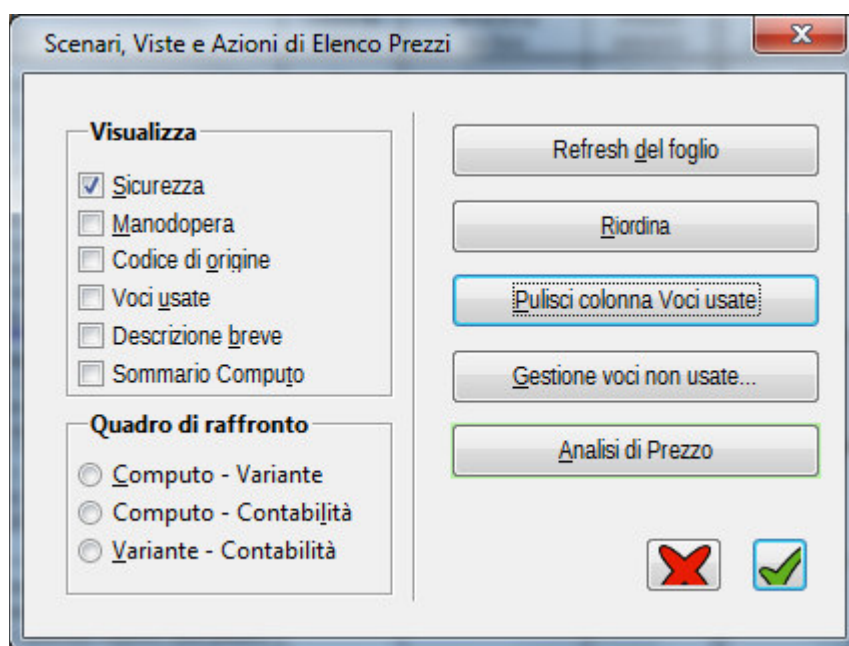 Scenari, Viste e Azioni di Elenco Prezzi
Visualizza
Sicurezza
Manodopera
Codice di origine
Voci usate
Descrizione breve
Sommario Computo
Quadro di raffronto
Computo - Variante
Computo - Contabilità
Variante - Contabilità
Refresh del foglio
Riordina
Pulisci colonna Voci usate
Gestione voci non usate...
Analisi di Prezzo